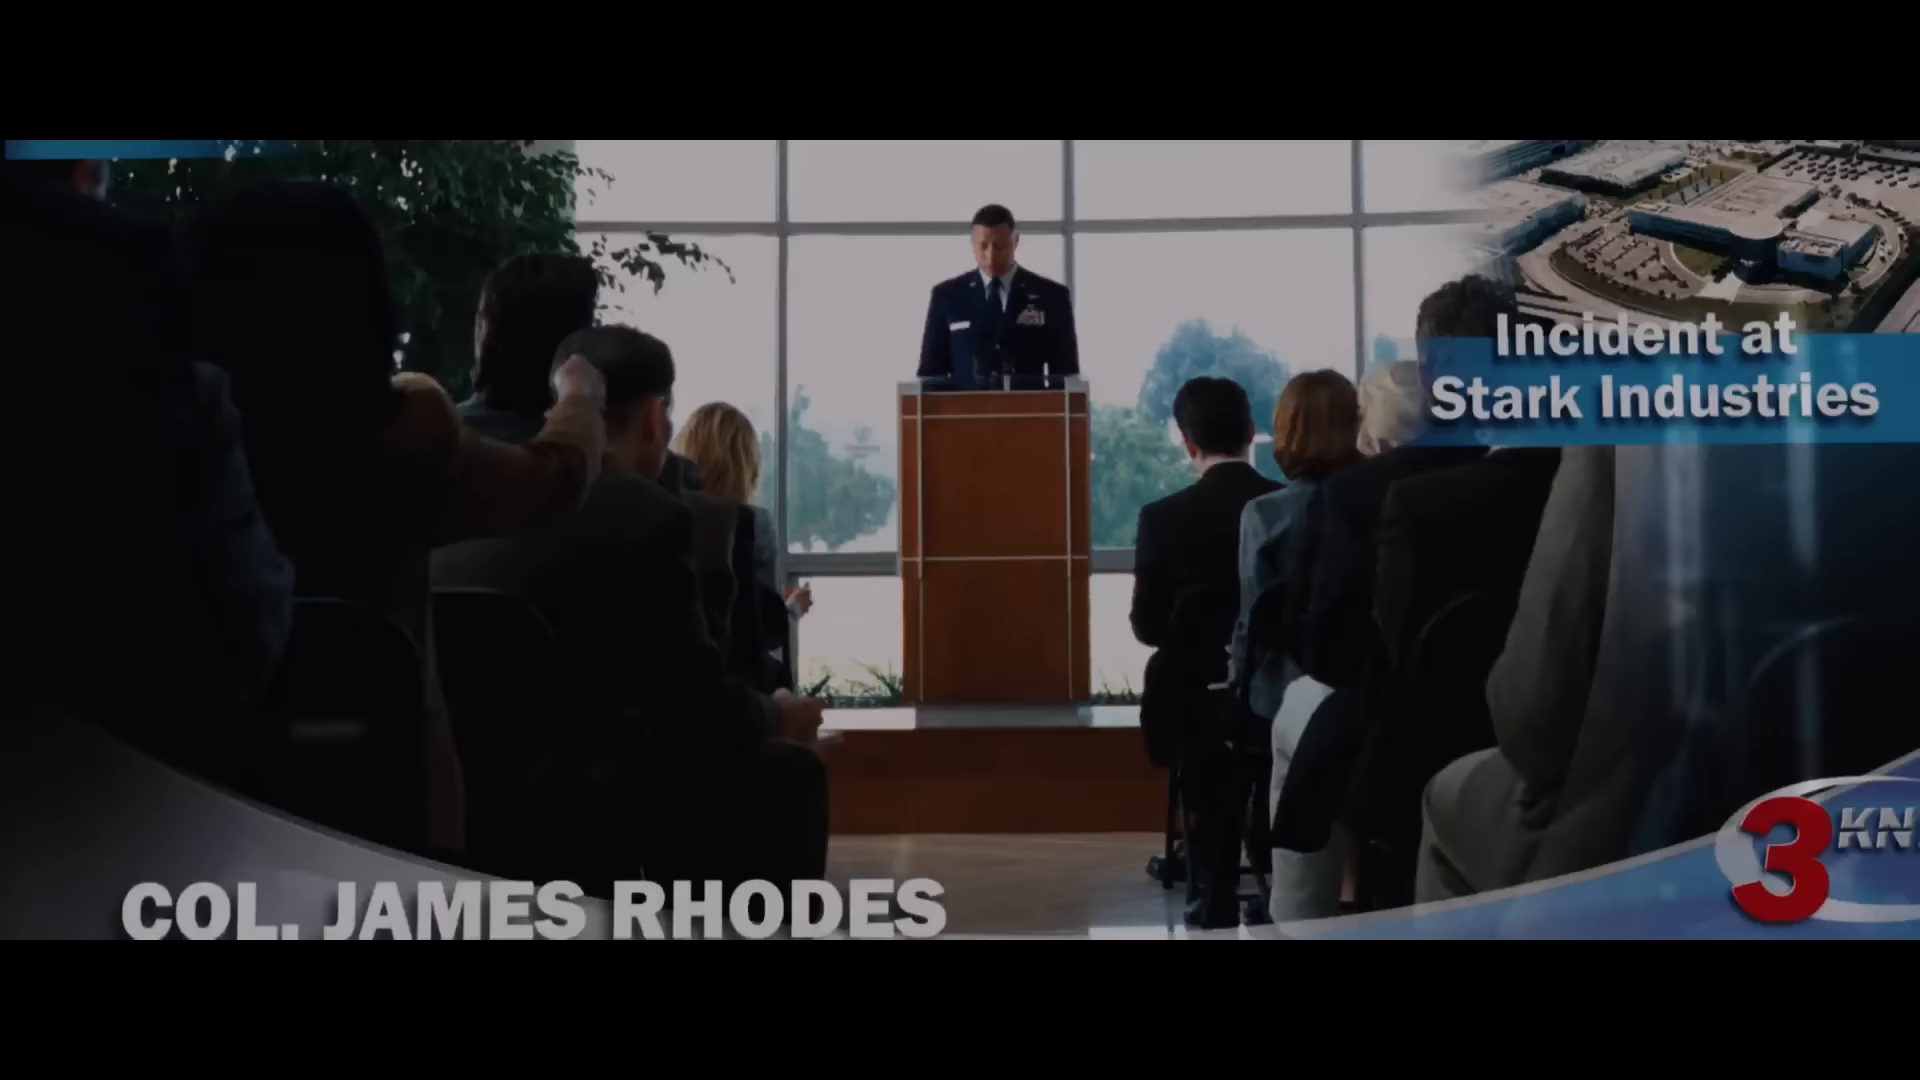 Incident at
Stark Industries
3
COL. JAMES RHODES